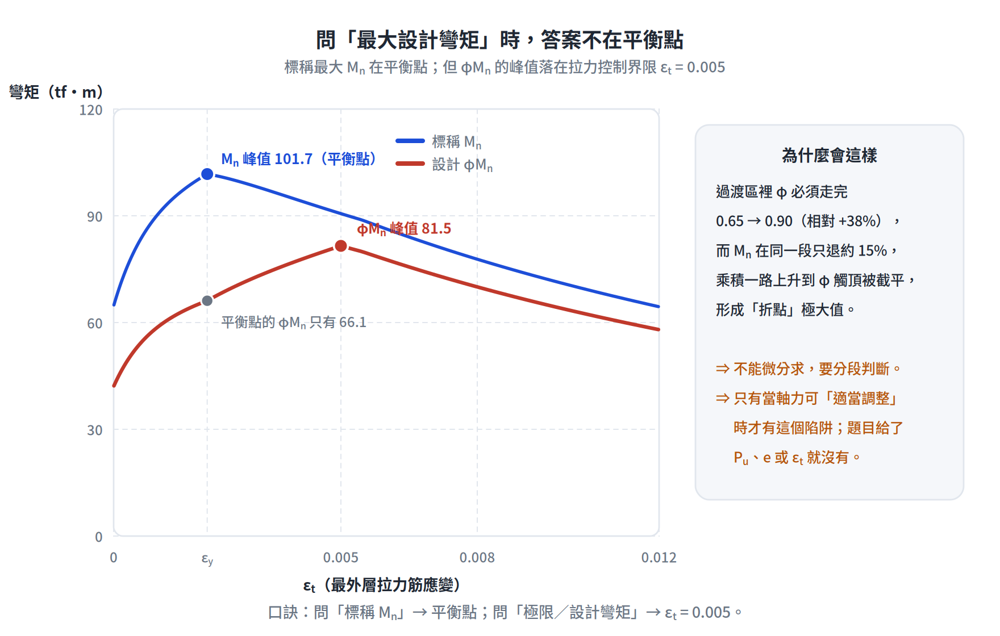 問「最大設計彎矩」時，答案不在平衡點
標稱最大 Mₙ 在平衡點；但 ϕMₙ 的峰值落在拉力控制界限 εₜ = 0.005
彎矩（tf・m）
120
90
60
30
0
Mₙ 峰值 101.7（平衡點）
標稱 Mₙ
設計 ϕMₙ
ϕMₙ 峰值 81.5
平衡點的 ϕMₙ 只有 66.1
0
εy
0.005
0.008
0.012
εₜ（最外層拉力筋應變）
為什麼會這樣
過渡區裡 ϕ 必須走完
0.65 → 0.90（相對 +38%），
而 Mₙ 在同一段只退約 15%，
乘積一路上升到 ϕ 觸頂被截平，
形成「折點」極大值。
⇒ 不能微分求，要分段判斷。
⇒ 只有當軸力可「適當調整」
時才有這個陷阱；題目給了
Pᵤ、e 或 εₜ 就沒有。
口訣：問「標稱 Mₙ」→ 平衡點；問「極限／設計彎矩」→ εₜ = 0.005。